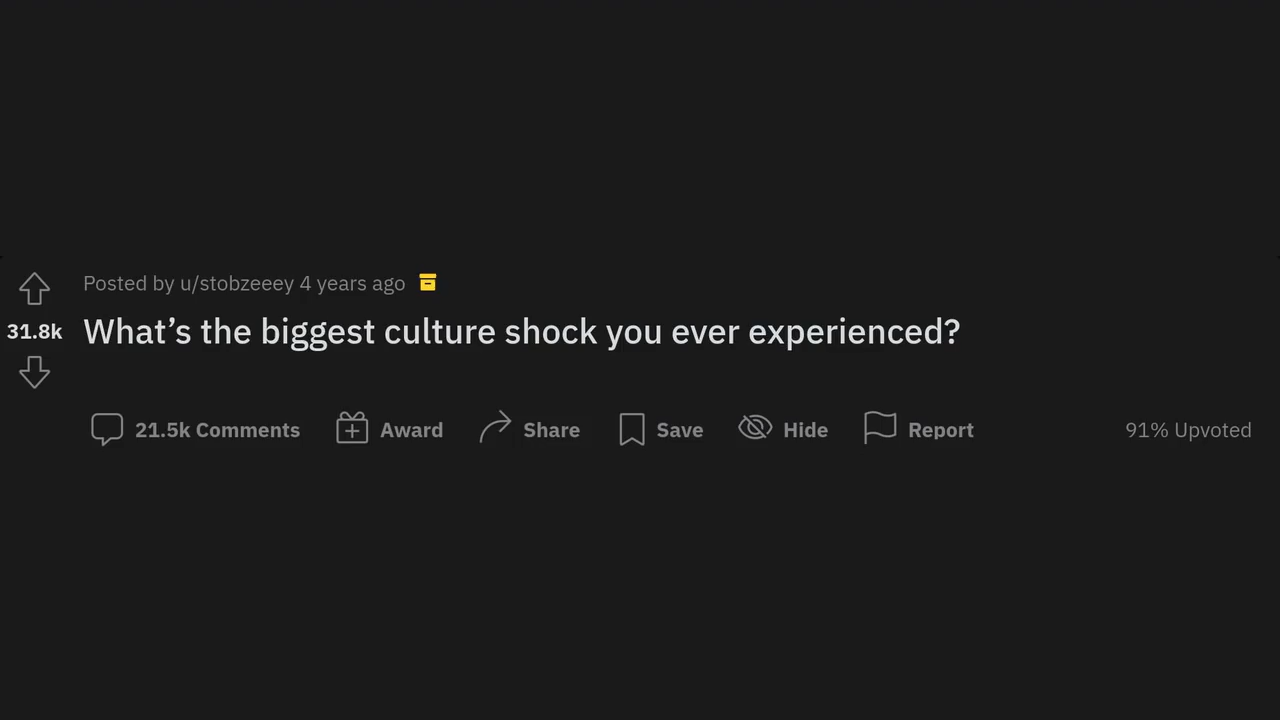 Posted by u/stobzeeey 4 years ago
31.8k What’s the biggest culture shock you ever experienced?
21.5k Comments Award Share Save Hide Report 91% Upvoted